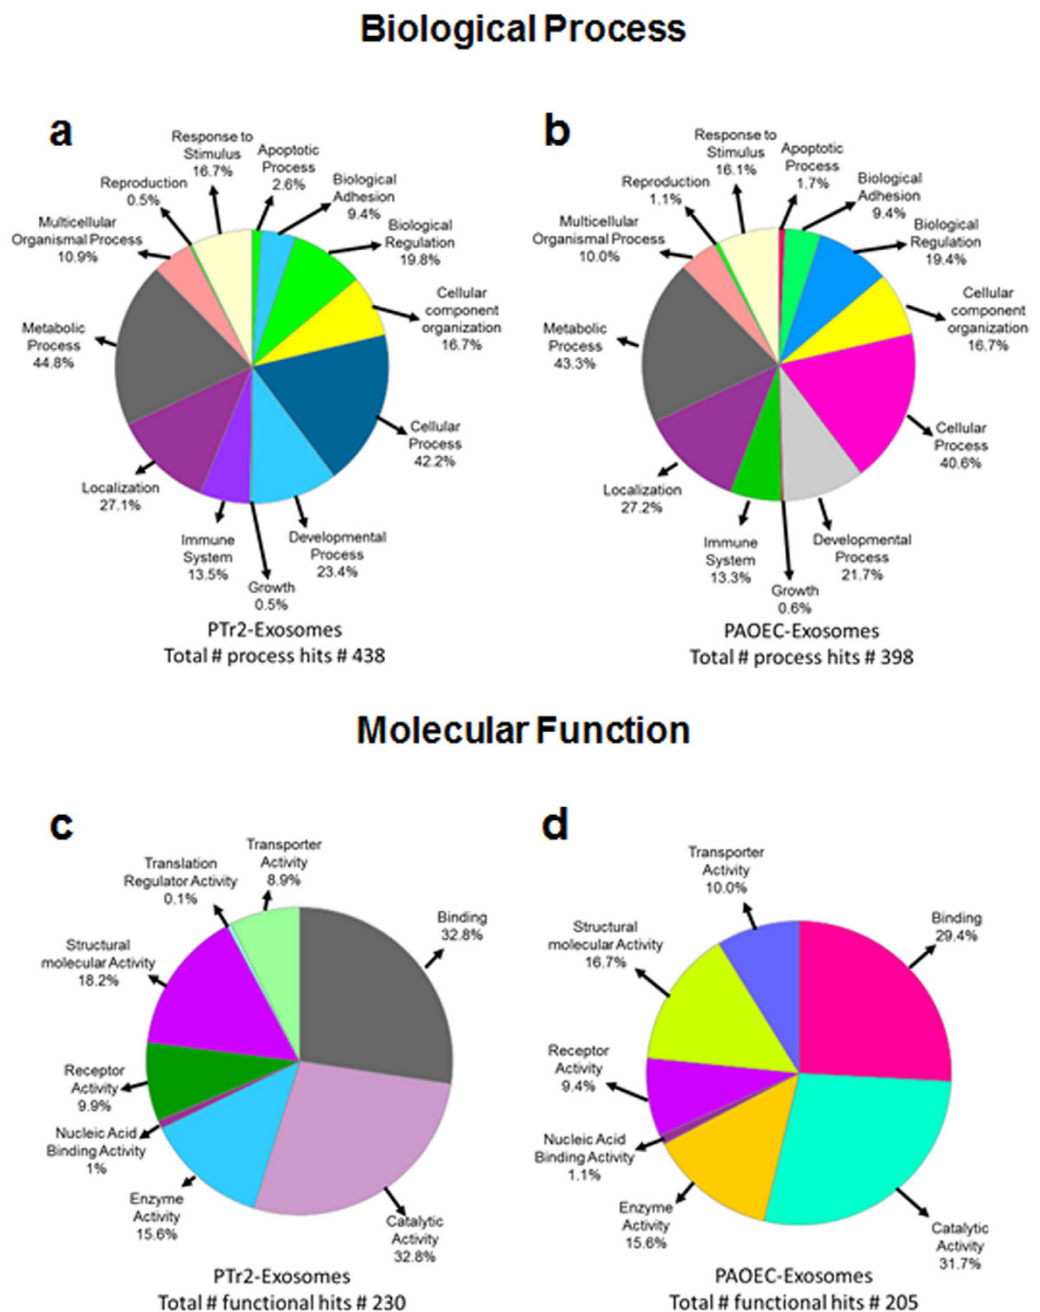 Biological Process
a
Response to
Stimulus
16.7%
Apoptotic
Process
2.6%
Biological
Adhesion
9.4%
Biological
Regulation
19.8%
Cellular
component
organization
16.7%
Cellular
Process
42.2%
Developmental
Process
23.4%
Growth
0.5%
Immune
System
13.5%
Localization
27.1%
Metabolic
Process
44.8%
Multicellular
Organismal Process
10.9%
Reproduction
0.5%
PTr2-Exosomes
Total # process hits # 438
b
Response to
Stimulus
16.1%
Apoptotic
Process
1.7%
Biological
Adhesion
9.4%
Biological
Regulation
19.4%
Cellular
component
organization
16.7%
Cellular
Process
40.6%
Developmental
Process
21.7%
Growth
0.6%
Immune
System
13.3%
Localization
27.2%
Metabolic
Process
43.3%
Multicellular
Organismal Process
10.0%
Reproduction
1.1%
PAOEC-Exosomes
Total # process hits # 398
Molecular Function
c
Transporter
Activity
8.9%
Binding
32.8%
Catalytic
Activity
32.8%
Enzyme
Activity
15.6%
Nucleic Acid
Binding Activity
1%
Receptor
Activity
9.9%
Structural
molecular Activity
18.2%
Translation
Regulator Activity
0.1%
PTr2-Exosomes
Total # functional hits # 230
d
Transporter
Activity
10.0%
Binding
29.4%
Catalytic
Activity
31.7%
Enzyme
Activity
15.6%
Nucleic Acid
Binding Activity
1.1%
Receptor
Activity
9.4%
Structural
molecular Activity
16.7%
PAOEC-Exosomes
Total # functional hits # 205